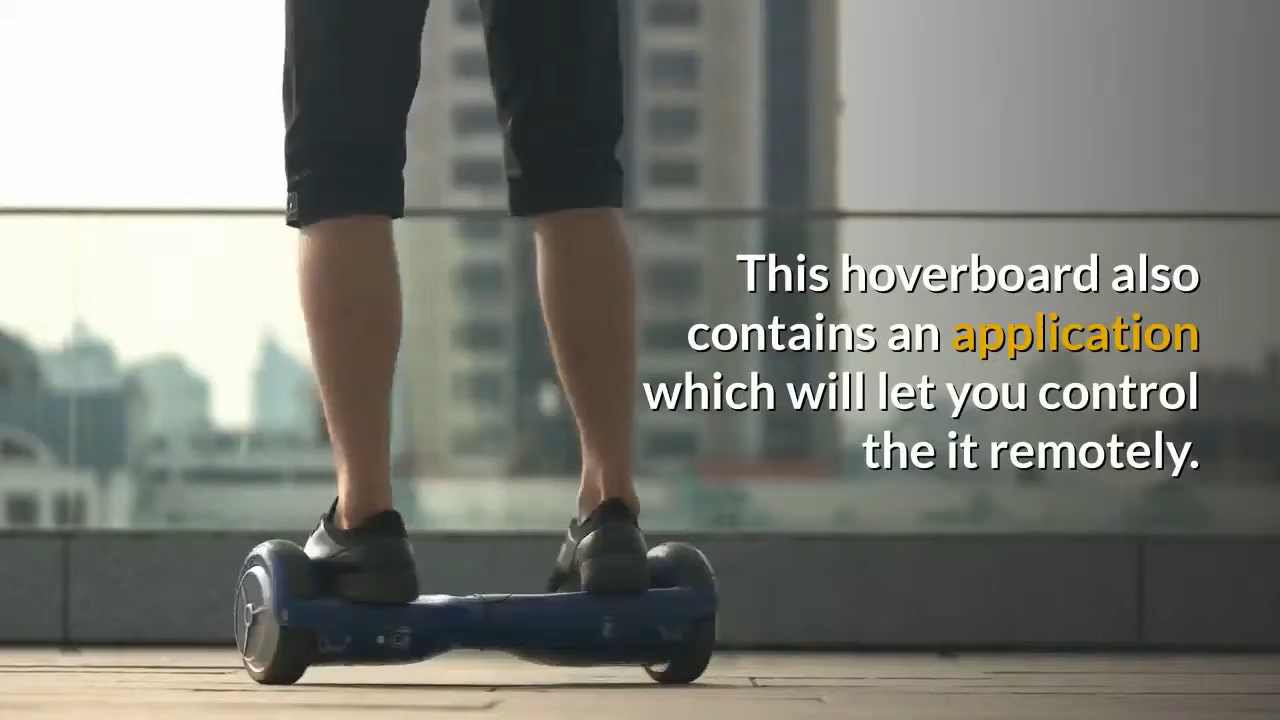 This hoverboard also
contains an application
which will let you control
the it remotely.